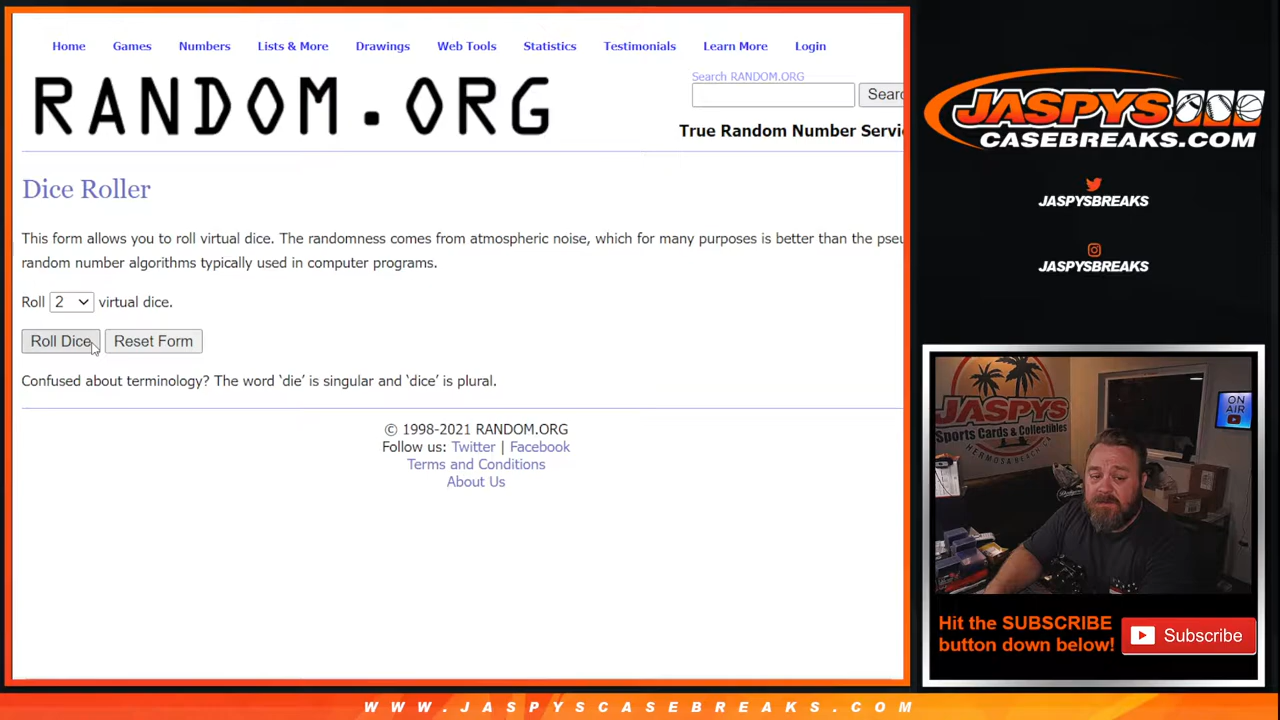 Home Games Numbers Lists & More Drawings Web Tools Statistics Testimonials Learn More Login
Search RANDOM.ORG
RANDOM.ORG
Searc
True Random Number Servi
Dice Roller
This form allows you to roll virtual dice. The randomness comes from atmospheric noise, which for many purposes is better than the pseu
random number algorithms typically used in computer programs.
Roll 2 virtual dice.
Roll Dice Reset Form
Confused about terminology? The word ‘die’ is singular and ‘dice’ is plural.
© 1998-2021 RANDOM.ORG
Follow us: Twitter | Facebook
Terms and Conditions
About Us
JASPYS
CASEBREAKS.COM
JASPYSBREAKS
JASPYSBREAKS
JASPYS
Sports Cards & Collectibles
HERMOSA BEACH CA
ON
AIR
Hit the SUBSCRIBE
button down below!
Subscribe
WWW.JASPYSCASEBREAKS.COM